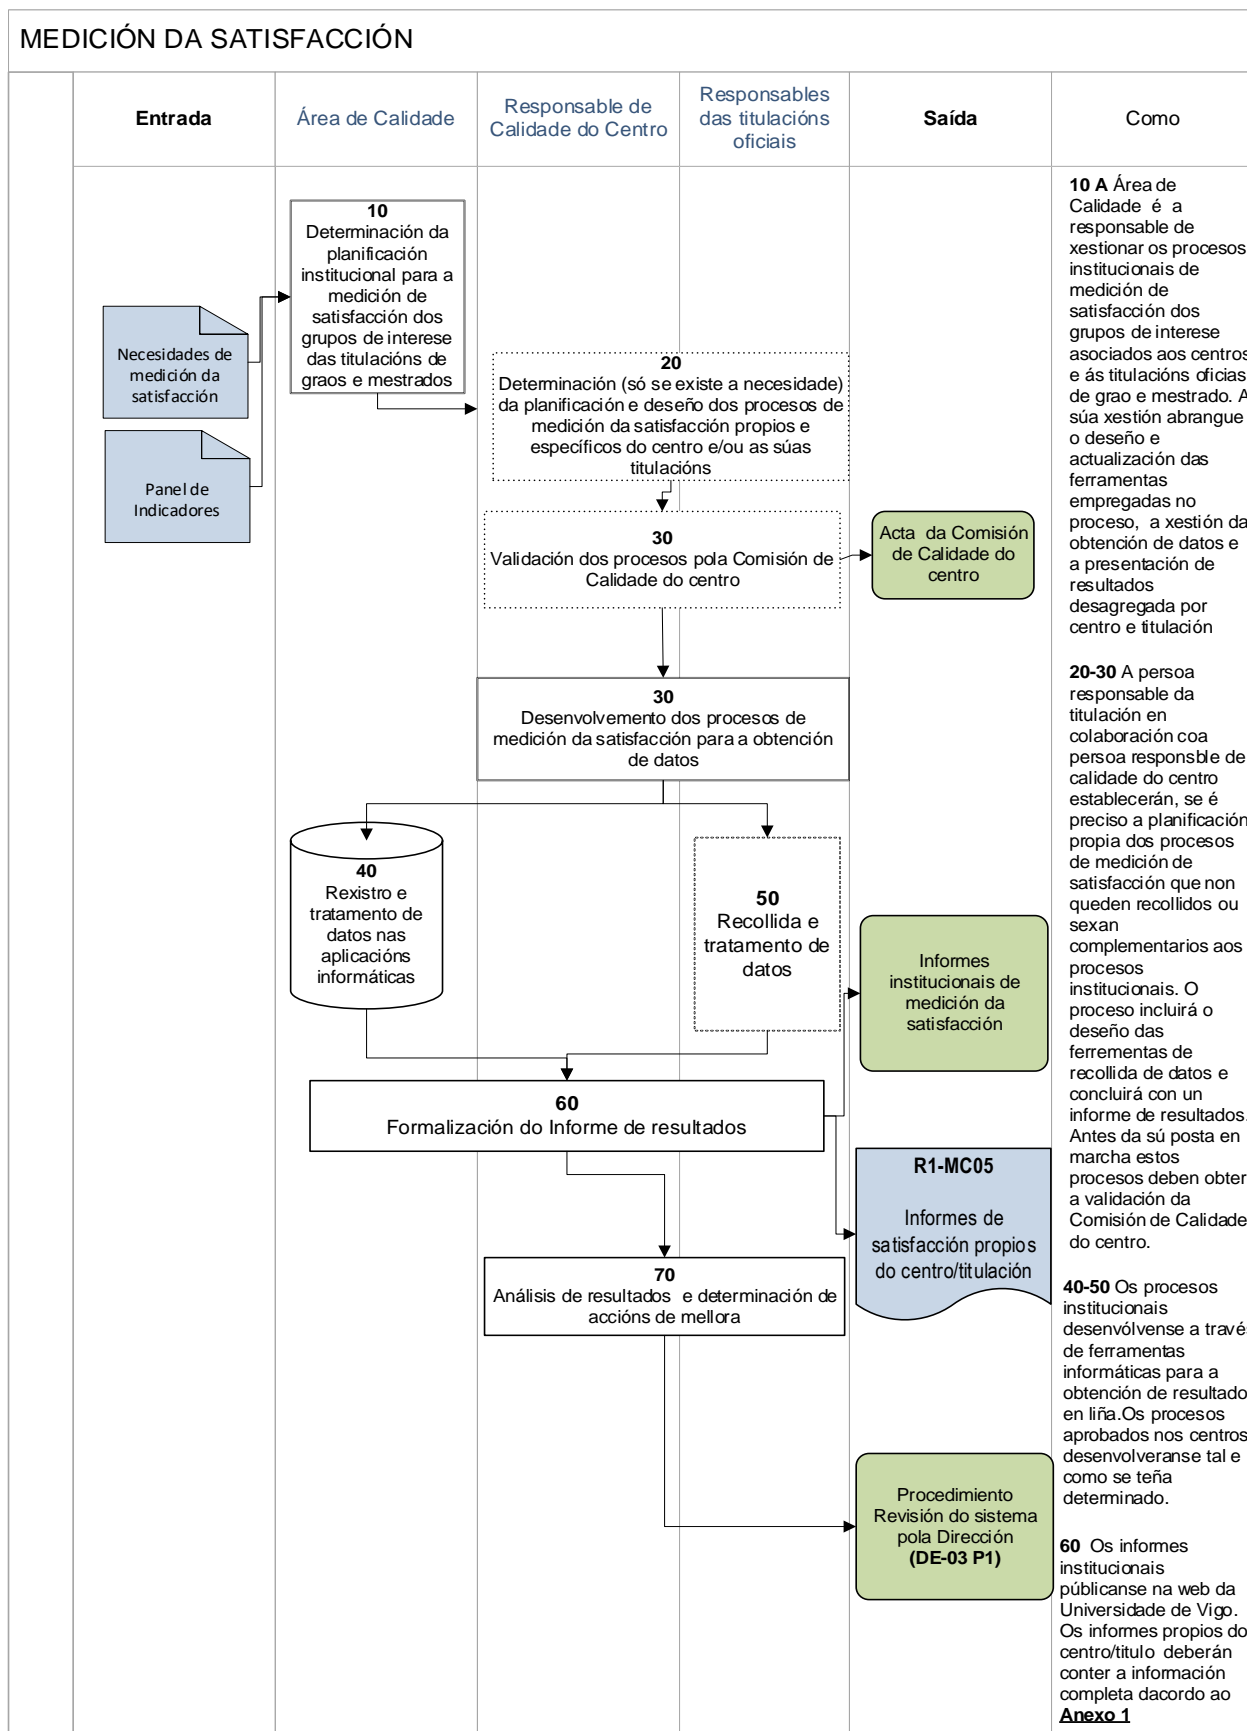 MEDICIÓN DA SATISFACCIÓN
Entrada
Área de Calidade
Responsable de
Calidade do Centro
Responsables
das titulacións
oficiais
Saída
Como
Necesidades de
medición da
satisfacción
Panel de
Indicadores
10
Determinación da
planificación
institucional para a
medición de
satisfacción dos
grupos de interese
das titulacións de
graos e mestrados
20
Determinación (só se existe a necesidade)
da planificación e deseño dos procesos de
medición da satisfacción propios e
específicos do centro e/ou as súas
titulacións
30
Validación dos procesos pola Comisión de
Calidade do centro
Acta da Comisión
de Calidade do
centro
30
Desenvolvemento dos procesos de
medición da satisfacción para a obtención
de datos
40
Rexistro e
tratamento de
datos nas
aplicacións
informáticas
50
Recollida e
tratamento de
datos
Informes
institucionais de
medición da
satisfacción
60
Formalización do Informe de resultados
R1-MC05
Informes de
satisfacción propios
do centro/titulación
70
Análisis de resultados e determinación de
accións de mellora
Procedimiento
Revisión do sistema
pola Dirección
(DE-03 P1)
10 A Área de
Calidade é a
responsable de
xestionar os procesos
institucionais de
medición de
satisfacción dos
grupos de interese
asociados aos centros
e ás titulacións oficias
de grao e mestrado. A
súa xestión abrangue
o deseño e
actualización das
ferramentas
empregadas no
proceso, a xestión da
obtención de datos e
a presentación de
resultados
desagregada por
centro e titulación
20-30 A persoa
responsable da
titulación en
colaboración coa
persoa responsble de
calidade do centro
establecerán, se é
preciso a planificación
propia dos procesos
de medición de
satisfacción que non
queden recollidos ou
sexan
complementarios aos
procesos
institucionais. O
proceso incluirá o
deseño das
ferrementas de
recollida de datos e
concluirá con un
informe de resultados.
Antes da sú posta en
marcha estos
procesos deben obter
a validación da
Comisión de Calidade
do centro.
40-50 Os procesos
institucionais
desenvólvense a travé
de ferramentas
informáticas para a
obtención de resultado
en liña.Os procesos
aprobados nos centros
desenvolveranse tal e
como se teña
determinado.
60 Os informes
institucionais
públicanse na web da
Universidade de Vigo.
Os informes propios do
centro/titulo deberán
conter a información
completa dacordo ao
Anexo 1